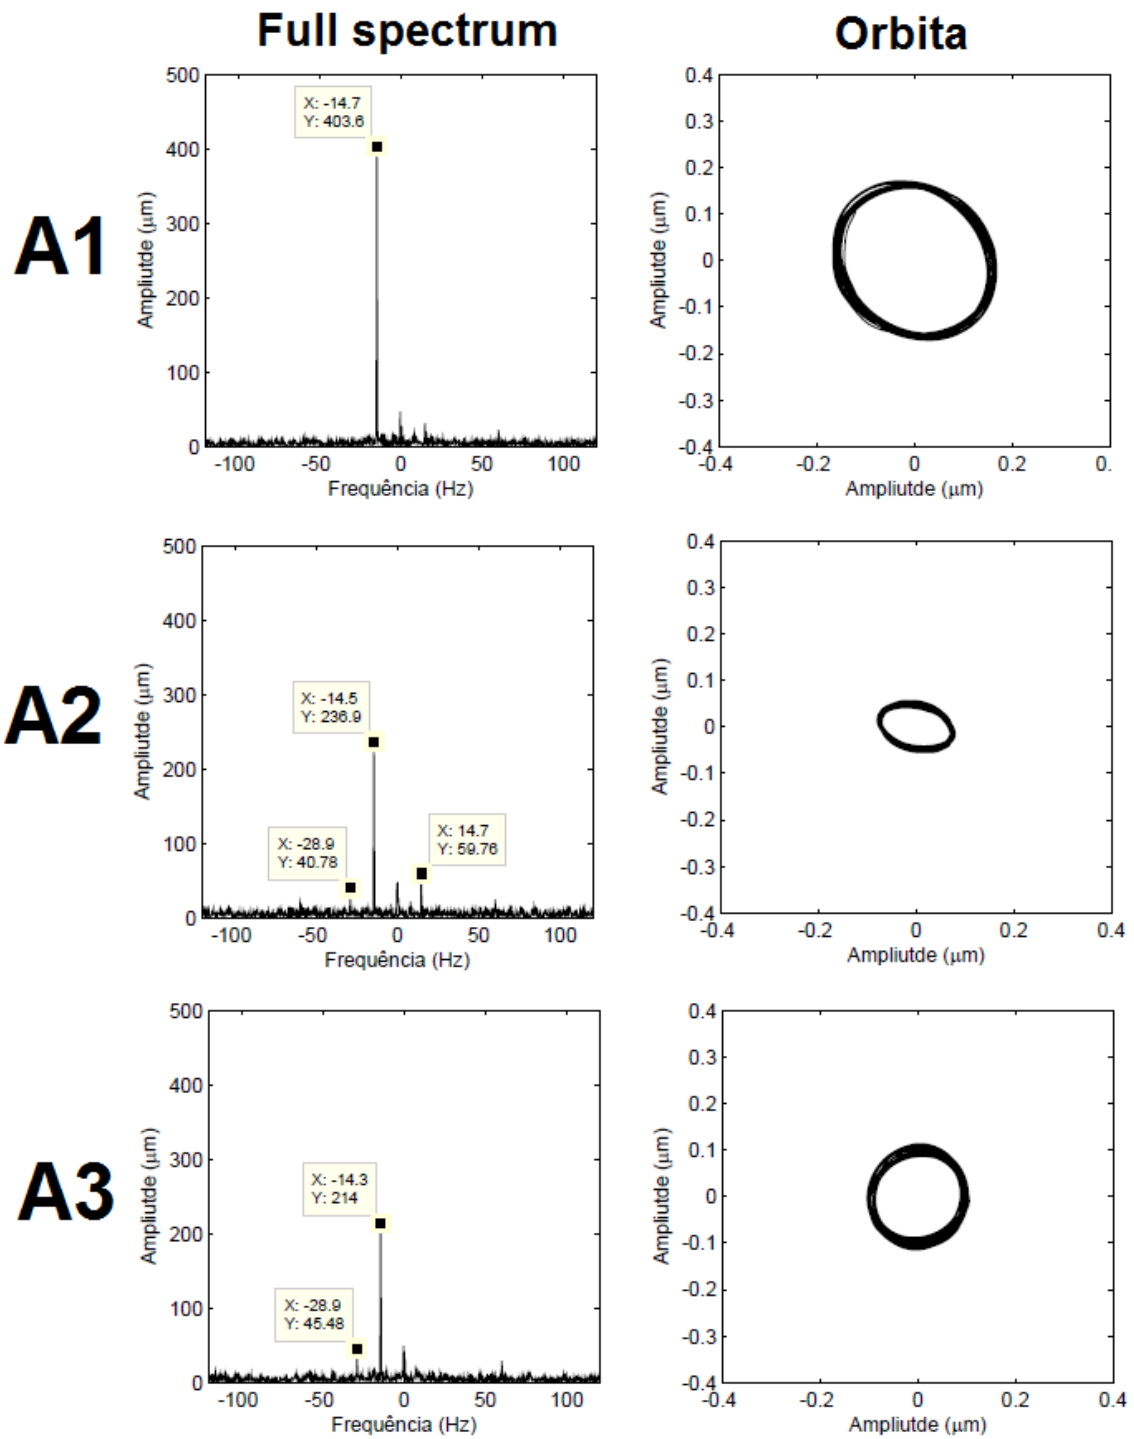 Full spectrum
Orbita
A1
500
400
300
200
100
0
Ampliutde (μm)
X: -14.7
Y: 403.6
-100 -50 0 50 100
Frequência (Hz)
0.4
0.3
0.2
0.1
0
-0.1
-0.2
-0.3
-0.4
Ampliutde (μm)
-0.4 -0.2 0 0.2 0.
Ampliutde (μm)
A2
500
400
300
200
100
0
Ampliutde (μm)
X: -14.5
Y: 236.9
X: -28.9
Y: 40.78
X: 14.7
Y: 59.76
-100 -50 0 50 100
Frequência (Hz)
0.4
0.3
0.2
0.1
0
-0.1
-0.2
-0.3
-0.4
Ampliutde (μm)
-0.4 -0.2 0 0.2 0.4
Ampliutde (μm)
A3
500
400
300
200
100
0
Ampliutde (μm)
X: -14.3
Y: 214
X: -28.9
Y: 45.48
-100 -50 0 50 100
Frequência (Hz)
0.4
0.3
0.2
0.1
0
-0.1
-0.2
-0.3
-0.4
Ampliutde (μm)
-0.4 -0.2 0 0.2 0.4
Ampliutde (μm)